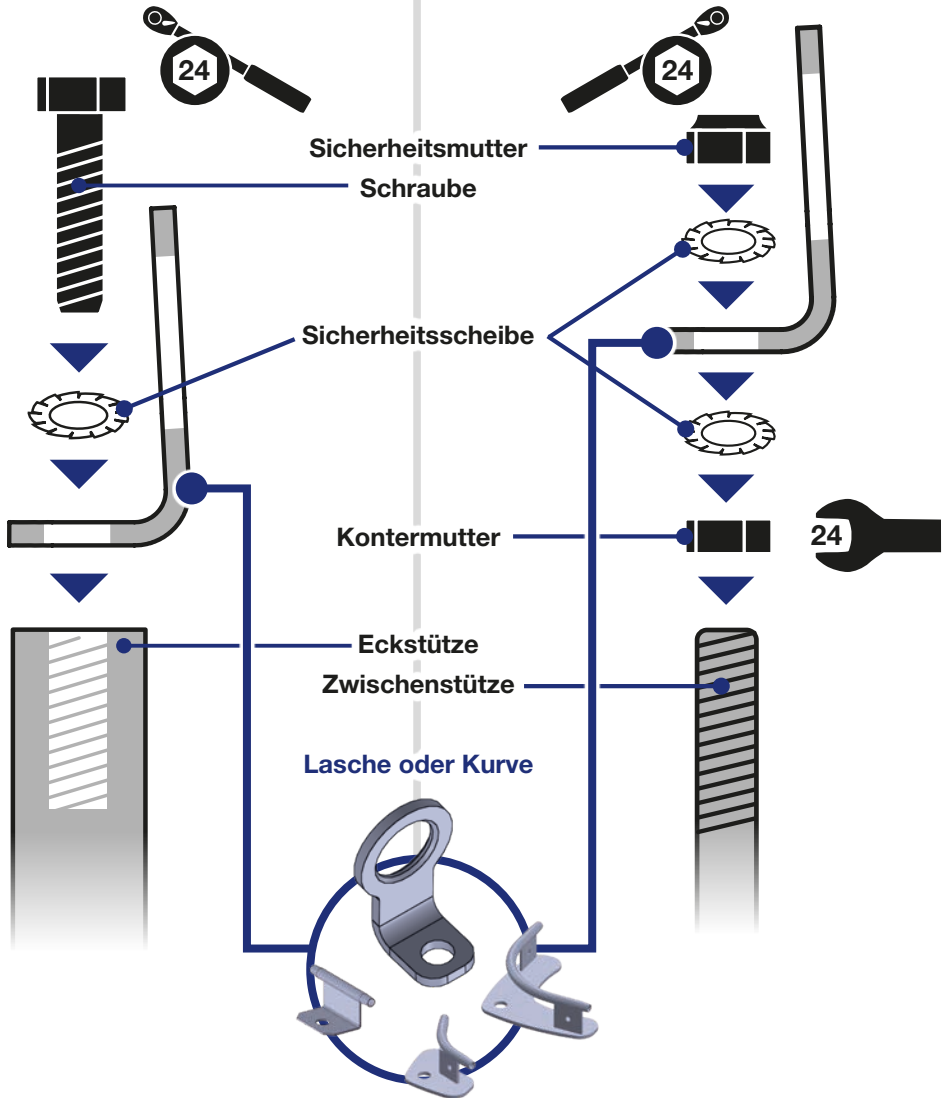 24
24
Sicherheitsmutter
Schraube
Sicherheitsscheibe
Kontermutter
24
Eckstütze
Zwischenstütze
Lasche oder Kurve